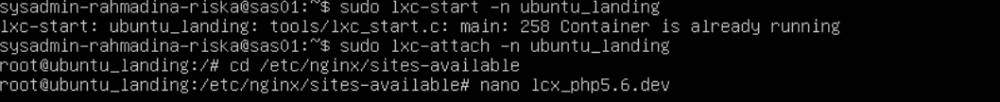 sysadmin-rahmadina-riska@sas01:~$ sudo lxc-start -n ubuntu_landing
lxc-start: ubuntu_landing: tools/lxc_start.c: main: 258 Container is already running
sysadmin-rahmadina-riska@sas01:~$ sudo lxc-attach -n ubuntu_landing
root@ubuntu_landing:/# cd /etc/nginx/sites-available
root@ubuntu_landing:/etc/nginx/sites-available# nano lcx_php5.6.dev